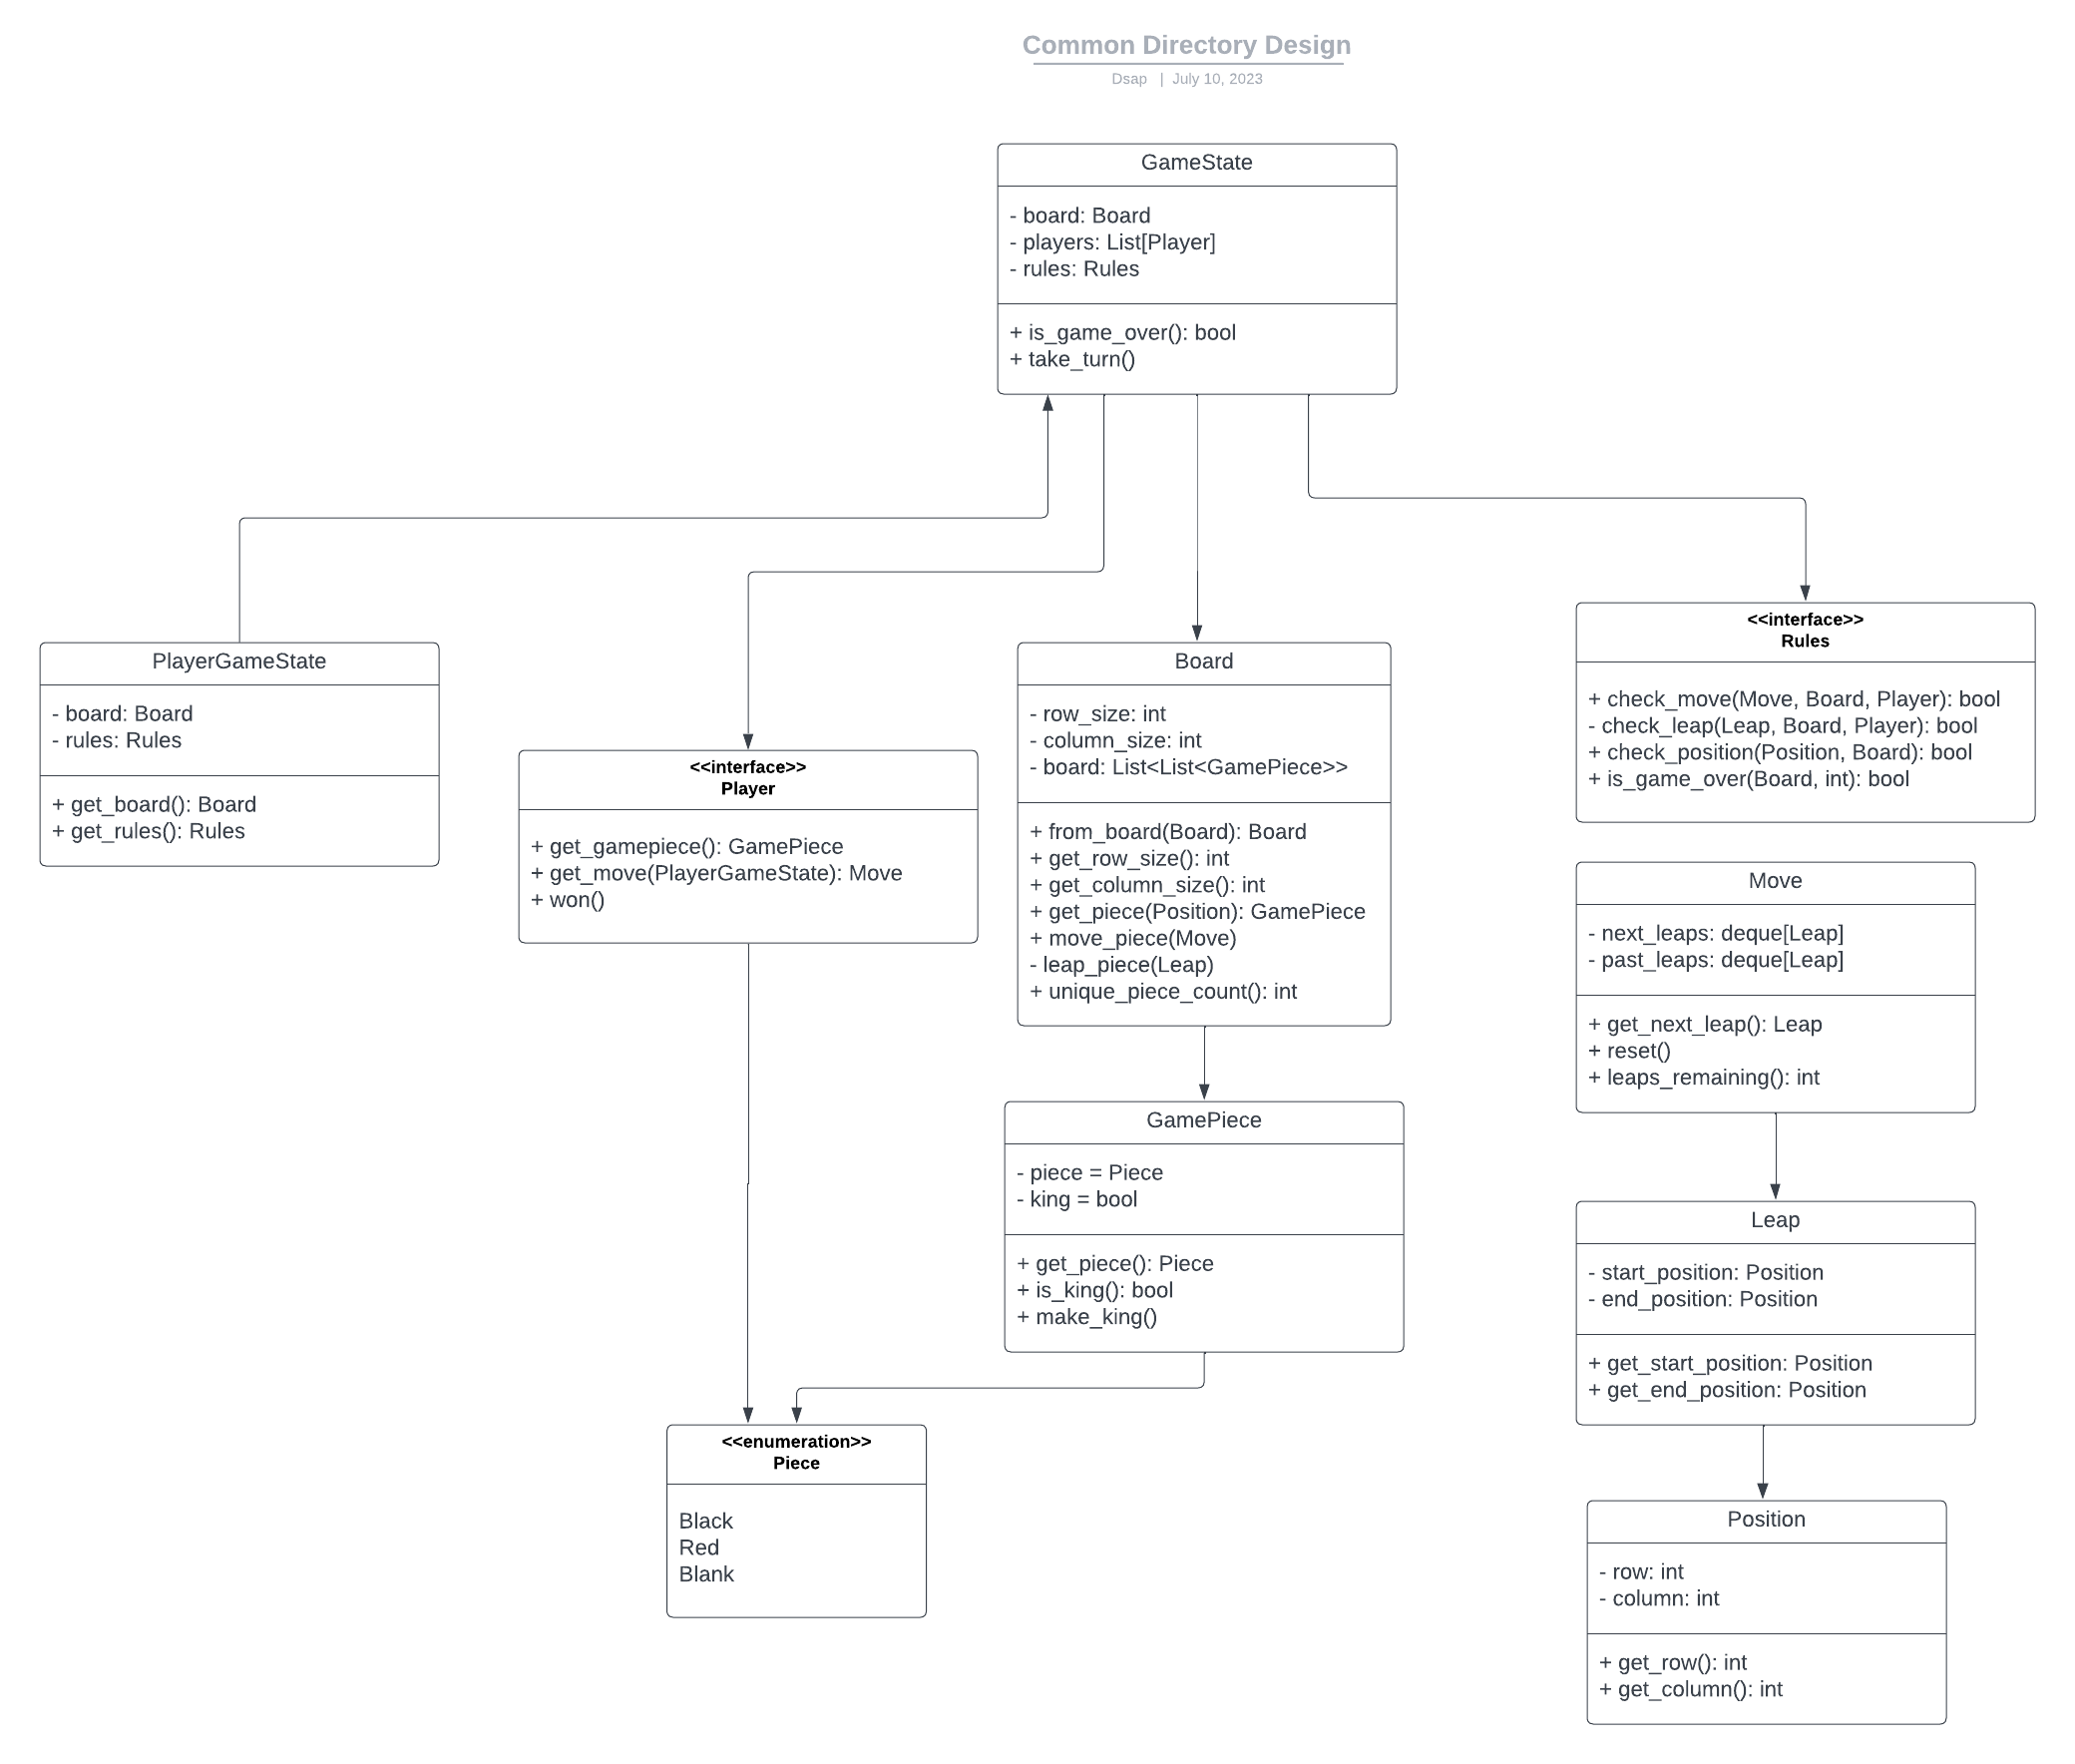 Common Directory Design
Dsap | July 10, 2023
GameState
- board: Board
- players: List[Player]
- rules: Rules
+ is_game_over(): bool
+ take_turn()
PlayerGameState
- board: Board
- rules: Rules
+ get_board(): Board
+ get_rules(): Rules
<<interface>>
Player
+ get_gamepiece(): GamePiece
+ get_move(PlayerGameState): Move
+ won()
Board
- row_size: int
- column_size: int
- board: List<List<GamePiece>>
+ from_board(Board): Board
+ get_row_size(): int
+ get_column_size(): int
+ get_piece(Position): GamePiece
+ move_piece(Move)
- leap_piece(Leap)
+ unique_piece_count(): int
<<interface>>
Rules
+ check_move(Move, Board, Player): bool
- check_leap(Leap, Board, Player): bool
+ check_position(Position, Board): bool
+ is_game_over(Board, int): bool
Move
- next_leaps: deque[Leap]
- past_leaps: deque[Leap]
+ get_next_leap(): Leap
+ reset()
+ leaps_remaining(): int
GamePiece
- piece = Piece
- king = bool
+ get_piece(): Piece
+ is_king(): bool
+ make_king()
Leap
- start_position: Position
- end_position: Position
+ get_start_position: Position
+ get_end_position: Position
<<enumeration>>
Piece
Black
Red
Blank
Position
- row: int
- column: int
+ get_row(): int
+ get_column(): int